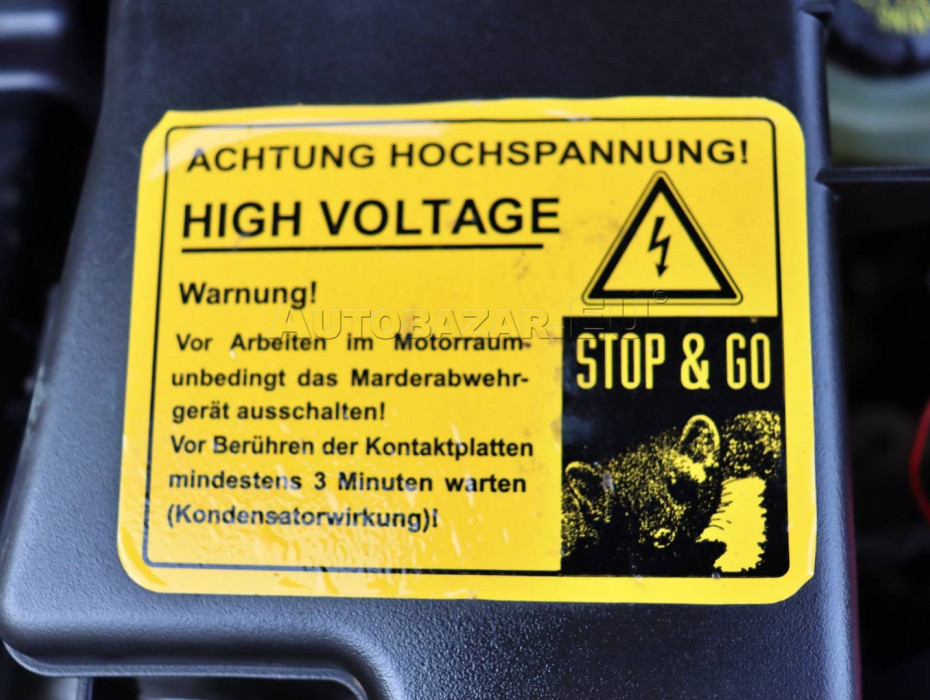 ACHTUNG HOCHSPANNUNG!
HIGH VOLTAGE
Warnung!
AUTOBAZAR.EU©
Vor Arbeiten im Motorraum-
unbedingt das Marderabwehr-
gerät ausschalten!
Vor Berühren der Kontaktplatten
mindestens 3 Minuten warten
(Kondensatorwirkung)!
STOP & GO